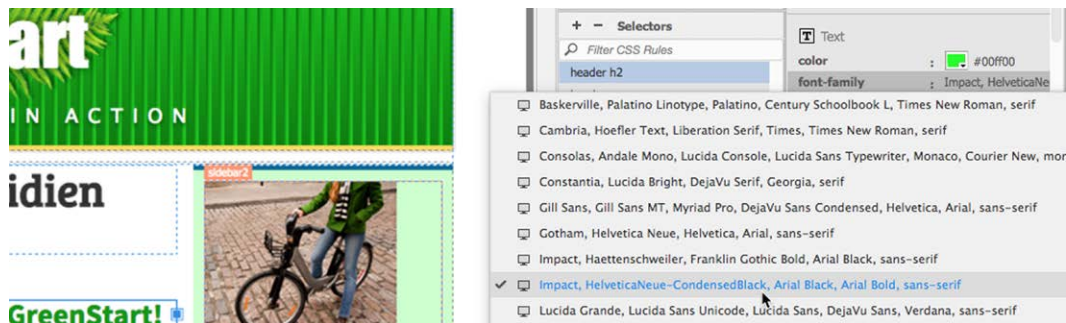 art
IN ACTION
sidebar2
idien
GreenStart!
+ − Selectors
Filter CSS Rules
header h2
T Text
color : #00ff00
font-family : Impact, HelveticaNe
Baskerville, Palatino Linotype, Palatino, Century Schoolbook L, Times New Roman, serif
Cambria, Hoefler Text, Liberation Serif, Times, Times New Roman, serif
Consolas, Andale Mono, Lucida Console, Lucida Sans Typewriter, Monaco, Courier New, mon
Constantia, Lucida Bright, DejaVu Serif, Georgia, serif
Gill Sans, Gill Sans MT, Myriad Pro, DejaVu Sans Condensed, Helvetica, Arial, sans-serif
Gotham, Helvetica Neue, Helvetica, Arial, sans-serif
Impact, Haettenschweiler, Franklin Gothic Bold, Arial Black, sans-serif
Impact, HelveticaNeue-CondensedBlack, Arial Black, Arial Bold, sans-serif
Lucida Grande, Lucida Sans Unicode, Lucida Sans, DejaVu Sans, Verdana, sans-serif